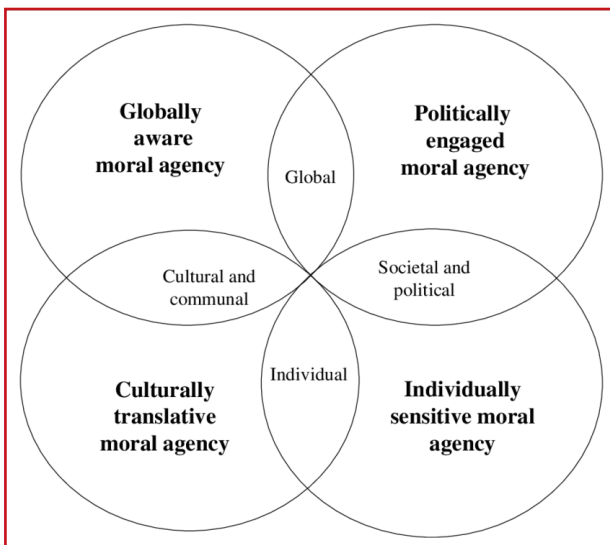 Globally
aware
moral agency
Politically
engaged
moral agency
Global
Cultural and
communal
Societal and
political
Individual
Culturally
translative
moral agency
Individually
sensitive moral
agency